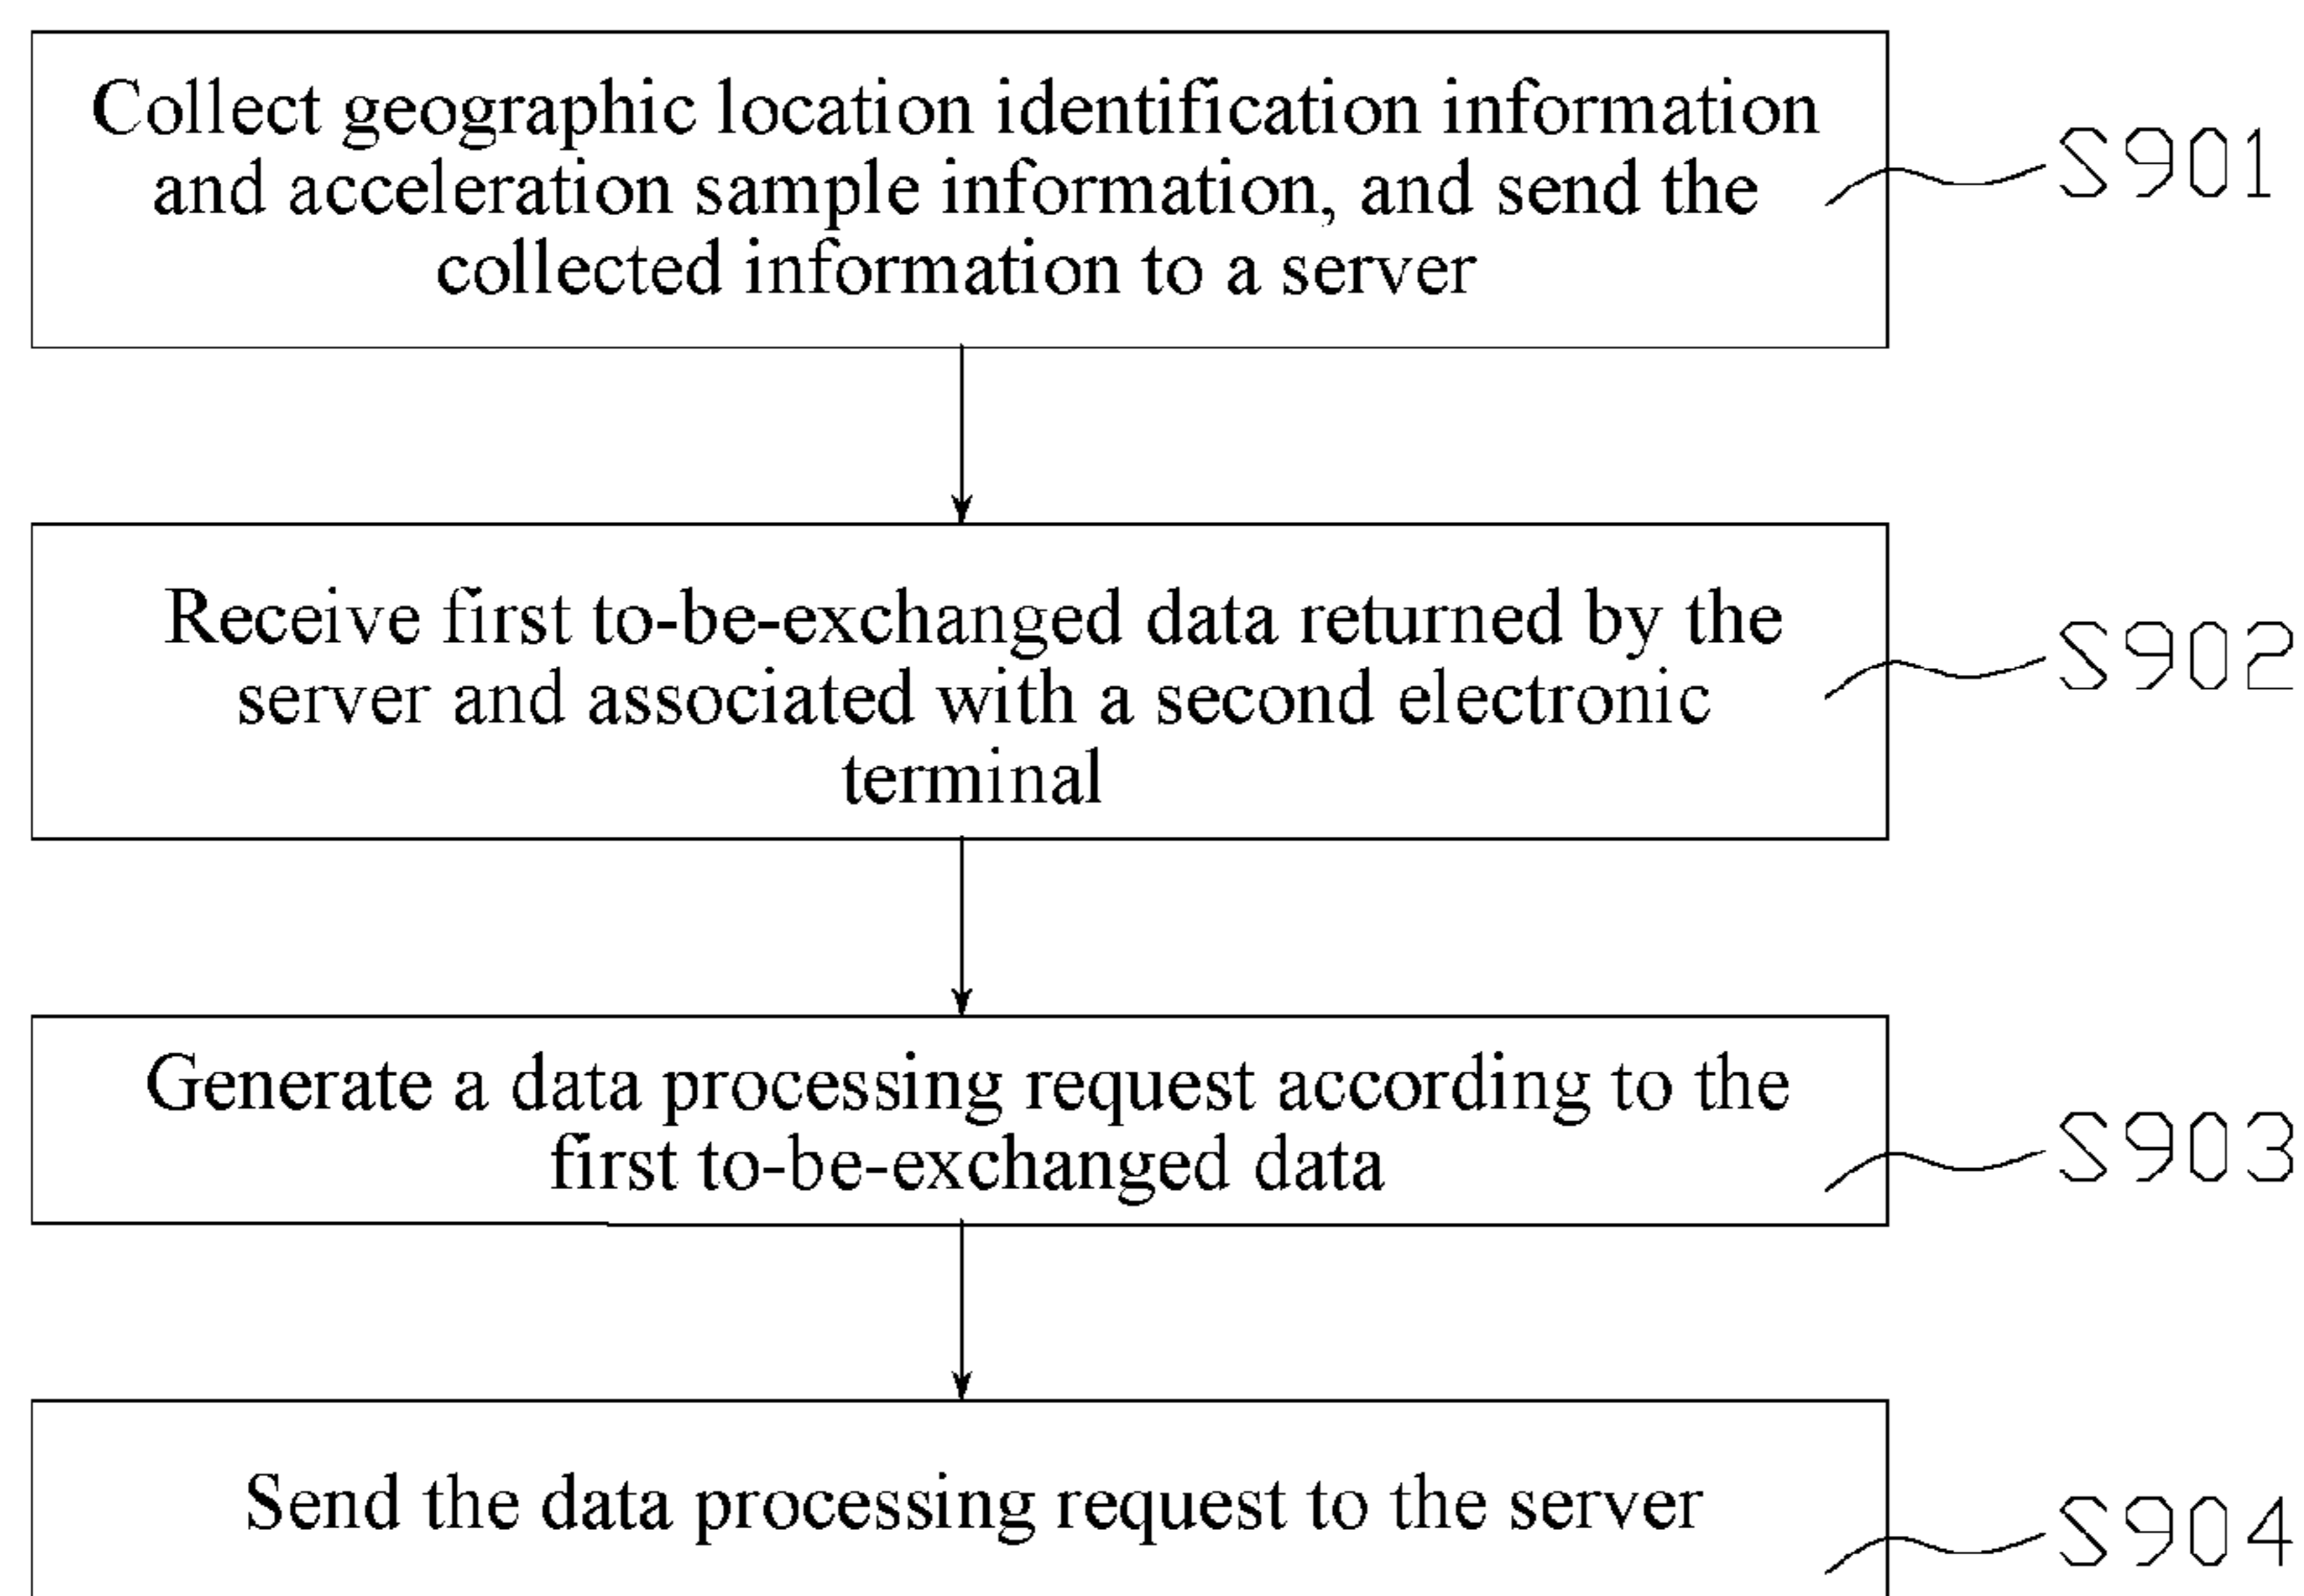 Collect geographic location identification information
and acceleration sample information, and send the
collected information to a server
S901
Receive first to-be-exchanged data returned by the
server and associated with a second electronic
terminal
S902
Generate a data processing request according to the
first to-be-exchanged data
S903
Send the data processing request to the server
S904